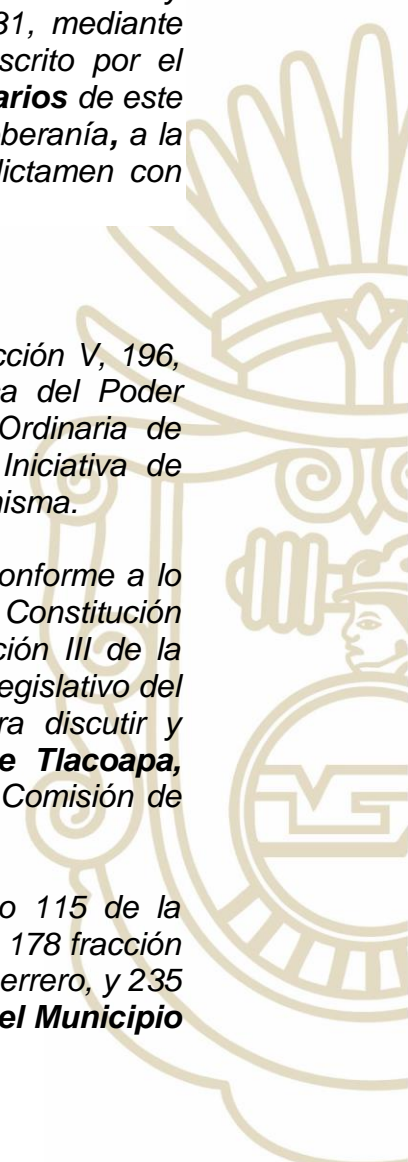 31, mediante
scrito por el
arios de este
oberanía, a la
dictamen con
cción V, 196,
a del Poder
Ordinaria de
Iniciativa de
nisma.
onforme a lo
Constitución
ción III de la
egislativo del
ra discutir y
e Tlacoapa,
Comisión de
o 115 de la
178 fracción
errero, y 235
el Municipio